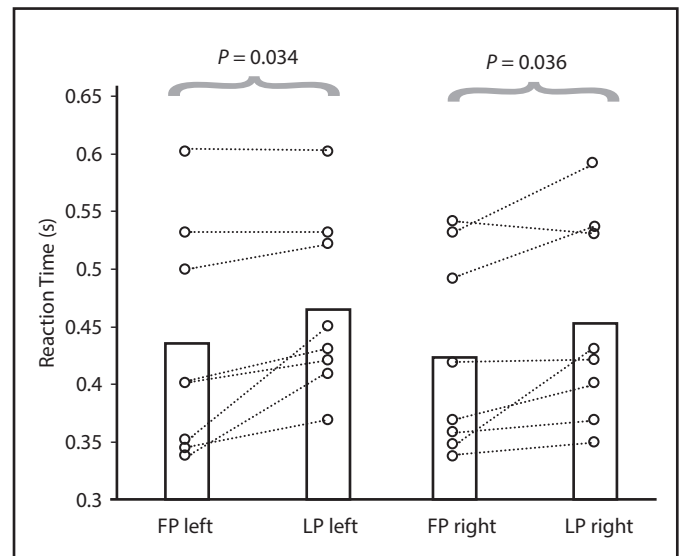 P = 0.034
P = 0.036
0.65
0.6
0.55
0.5
0.45
0.4
0.35
0.3
Reaction Time (s)
FP left
LP left
FP right
LP right